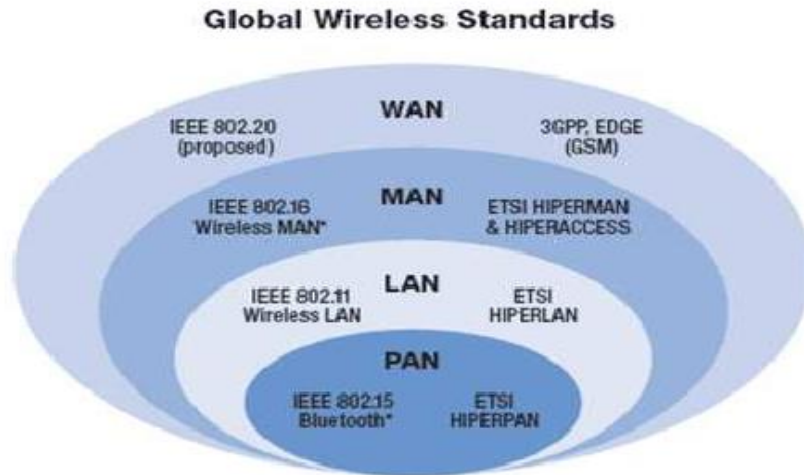 Global Wireless Standards
WAN
IEEE 802.20
(proposed)
3GPP, EDGE
(GSM)
MAN
IEEE 802.16
Wireless MAN*
ETSI HIPERMAN
& HIPERACCESS
LAN
IEEE 802.11
Wireless LAN
ETSI
HIPERLAN
PAN
IEEE 802.15
Bluetooth*
ETSI
HIPERPAN